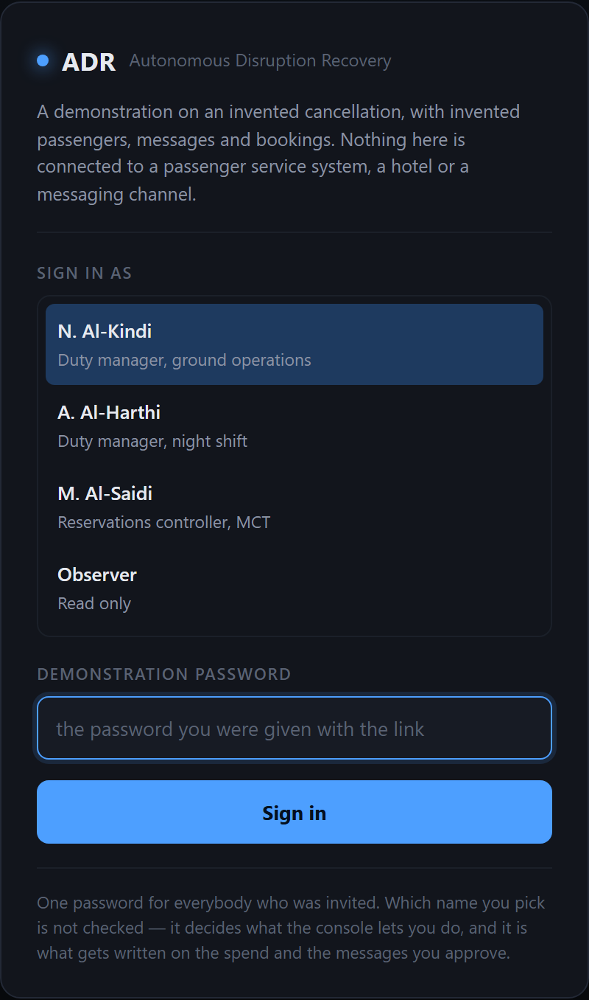 ADR Autonomous Disruption Recovery
A demonstration on an invented cancellation, with invented
passengers, messages and bookings. Nothing here is
connected to a passenger service system, a hotel or a
messaging channel.
SIGN IN AS
N. Al-Kindi
Duty manager, ground operations
A. Al-Harthi
Duty manager, night shift
M. Al-Saidi
Reservations controller, MCT
Observer
Read only
DEMONSTRATION PASSWORD
the password you were given with the link
Sign in
One password for everybody who was invited. Which name you pick
is not checked — it decides what the console lets you do, and it is
what gets written on the spend and the messages you approve.